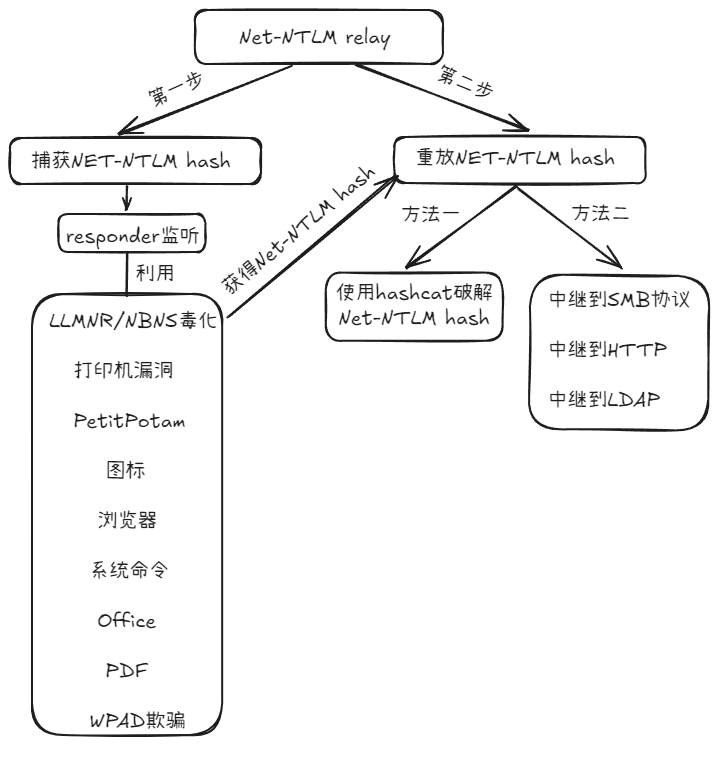 Net-NTLM relay
第一步
第二步
捕获NET-NTLM hash
重放NET-NTLM hash
responder监听
利用
获得Net-NTLM hash
方法一
方法二
LLMNR/NBNS毒化
打印机漏洞
PetitPotam
图标
浏览器
系统命令
Office
PDF
WPAD欺骗
使用hashcat破解
Net-NTLM hash
中继到SMB协议
中继到HTTP
中继到LDAP